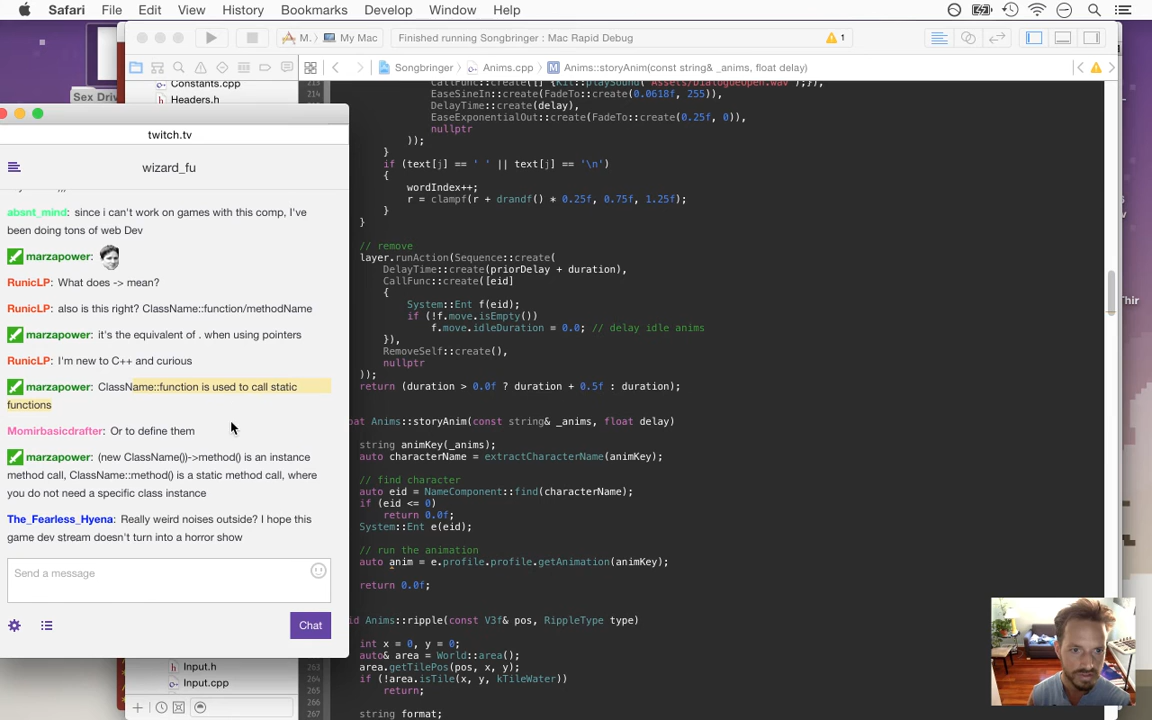 Safari File Edit View History Bookmarks Develop Window Help
M. My Mac Finished running Songbringer : Mac Rapid Debug 1
Songbringer Anims.cpp Anims::storyAnim(const string& _anims, float delay)
Constants.cpp
Headers.h
Sex Driv
twitch.tv
wizard_fu
absnt_mind: since i can't work on games with this comp, I've
been doing tons of web Dev
marzapower:
RunicLP: What does -> mean?
RunicLP: also is this right? ClassName::function/methodName
marzapower: it's the equivalent of . when using pointers
RunicLP: I'm new to C++ and curious
marzapower: ClassName::function is used to call static
functions
Momirbasicdrafter: Or to define them
marzapower: (new ClassName())->method() is an instance
method call, ClassName::method() is a static method call, where
you do not need a specific class instance
The_Fearless_Hyena: Really weird noises outside? I hope this
game dev stream doesn't turn into a horror show
Send a message
Chat
Input.h
Input.cpp
214 EaseSineIn::create(FadeTo::create(0.0618f, 255)),
DelayTime::create(delay),
EaseExponentialOut::create(FadeTo::create(0.25f, 0)),
nullptr
));
}
if (text[j] == ' ' || text[j] == '\n')
{
wordIndex++;
r = clampf(r + drandf() * 0.25f, 0.75f, 1.25f);
}
}
// remove
layer.runAction(Sequence::create(
DelayTime::create(priorDelay + duration),
CallFunc::create([eid]
{
System::Ent f(eid);
if (!f.move.isEmpty())
f.move.idleDuration = 0.0; // delay idle anims
}),
RemoveSelf::create(),
nullptr
));
return (duration > 0.0f ? duration + 0.5f : duration);
oat Anims::storyAnim(const string& _anims, float delay)
string animKey(_anims);
auto characterName = extractCharacterName(animKey);
// find character
auto eid = NameComponent::find(characterName);
if (eid <= 0)
return 0.0f;
System::Ent e(eid);
// run the animation
auto anim = e.profile.profile.getAnimation(animKey);
return 0.0f;
id Anims::ripple(const V3f& pos, RippleType type)
int x = 0, y = 0;
auto& area = World::area();
263 area.getTilePos(pos, x, y);
264 if (!area.isTile(x, y, kTileWater))
265 return;
266
267 string format;
Thir